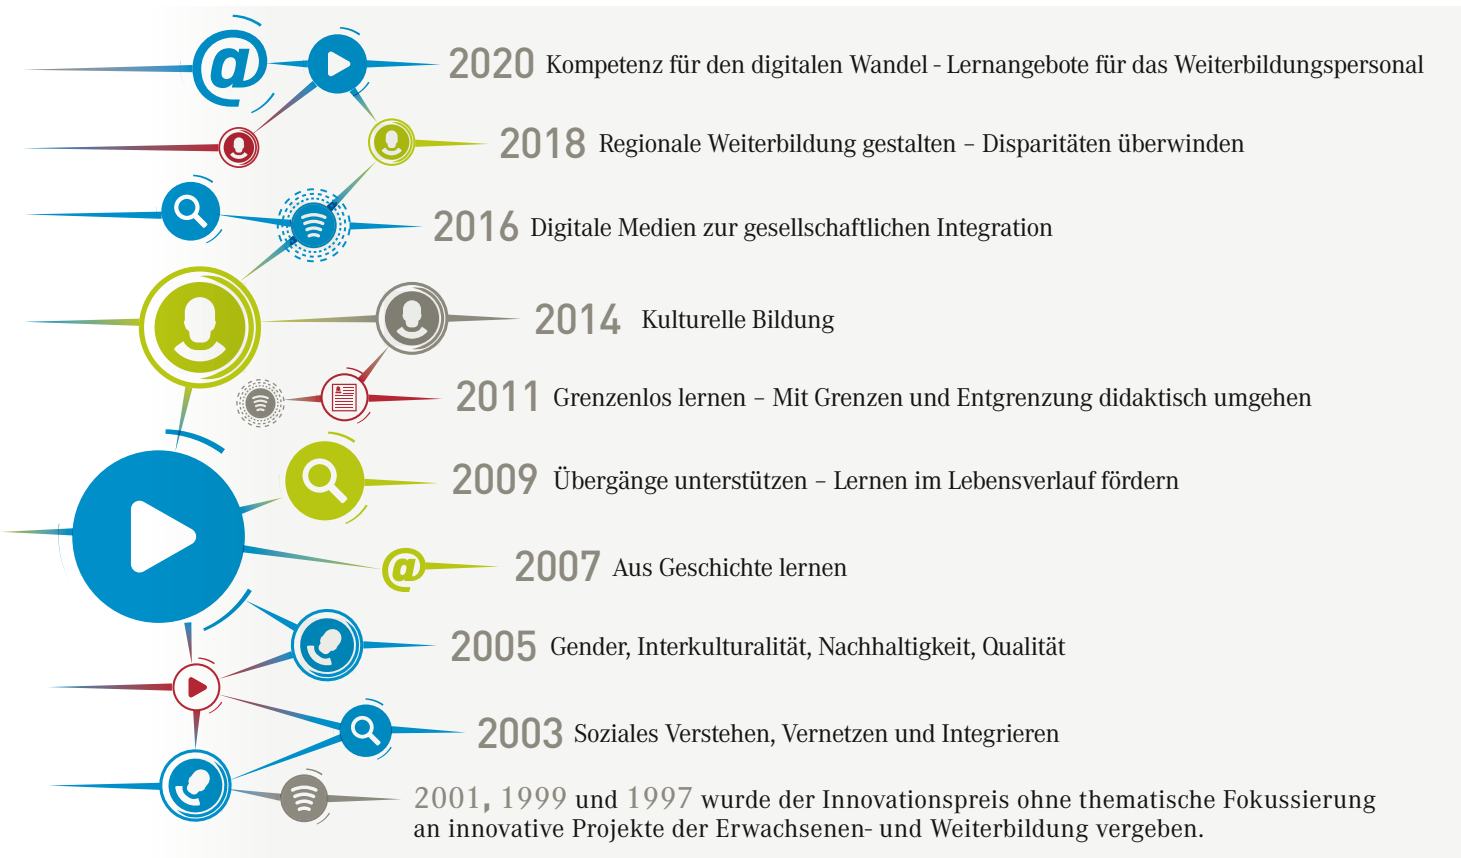 2020 Kompetenz für den digitalen Wandel - Lernangebote für das Weiterbildungspersonal
2018 Regionale Weiterbildung gestalten – Disparitäten überwinden
2016 Digitale Medien zur gesellschaftlichen Integration
2014 Kulturelle Bildung
2011 Grenzenlos lernen – Mit Grenzen und Entgrenzung didaktisch umgehen
2009 Übergänge unterstützen – Lernen im Lebensverlauf fördern
2007 Aus Geschichte lernen
2005 Gender, Interkulturalität, Nachhaltigkeit, Qualität
2003 Soziales Verstehen, Vernetzen und Integrieren
2001, 1999 und 1997 wurde der Innovationspreis ohne thematische Fokussierung
an innovative Projekte der Erwachsenen- und Weiterbildung vergeben.